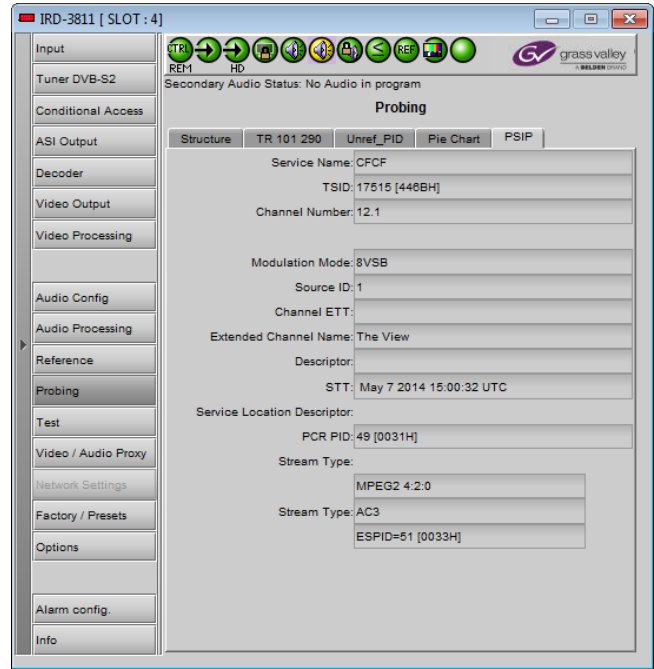 IRD-3811 [ SLOT : 4]
Input
Tuner DVB-S2
Conditional Access
ASI Output
Decoder
Video Output
Video Processing
Audio Config
Audio Processing
Reference
Probing
Test
Video / Audio Proxy
Network Settings
Factory / Presets
Options
Alarm config.
Info
CTRL
REF
REM
HD
grass valley
A BELDEN BRAND
Secondary Audio Status: No Audio in program
Probing
Structure TR 101 290 Unref_PID Pie Chart PSIP
Service Name: CFCF
TSID: 17515 [446BH]
Channel Number: 12.1
Modulation Mode: 8VSB
Source ID: 1
Channel ETT:
Extended Channel Name: The View
Descriptor:
STT: May 7 2014 15:00:32 UTC
Service Location Descriptor:
PCR PID: 49 [0031H]
Stream Type:
MPEG2 4:2:0
Stream Type: AC3
ESPID=51 [0033H]